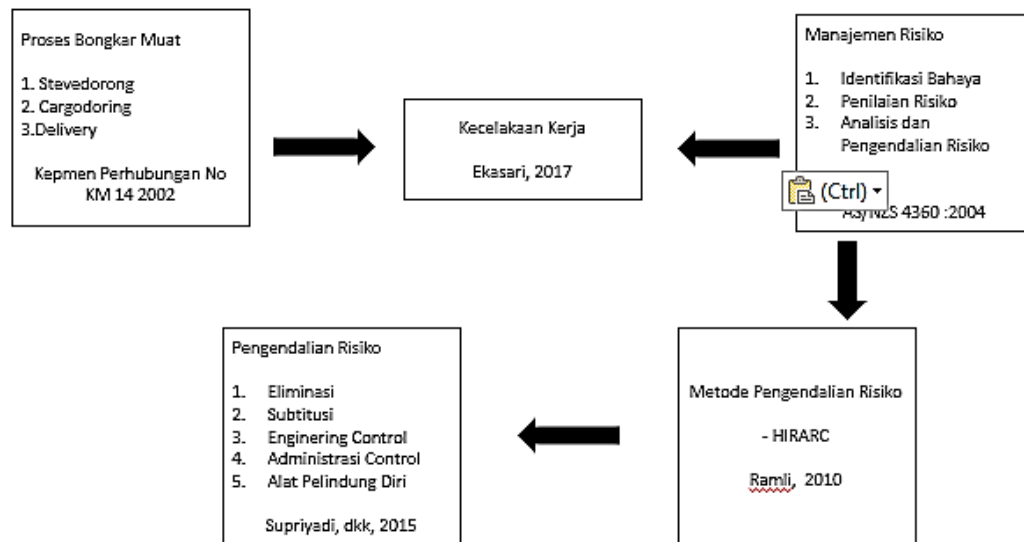 Proses Bongkar Muat
1. Stevedorong
2. Cargodoring
3.Delivery
Kepmen Perhubungan No
KM 14 2002
Kecelakaan Kerja
Ekasari, 2017
Manajemen Risiko
1. Identifikasi Bahaya
2. Penilaian Risiko
3. Analisis dan
Pengendalian Risiko
(Ctrl)
AS/NZS 4360 :2004
Pengendalian Risiko
1. Eliminasi
2. Subtitusi
3. Enginering Control
4. Administrasi Control
5. Alat Pelindung Diri
Supriyadi, dkk, 2015
Metode Pengendalian Risiko
- HIRARC
Ramli, 2010